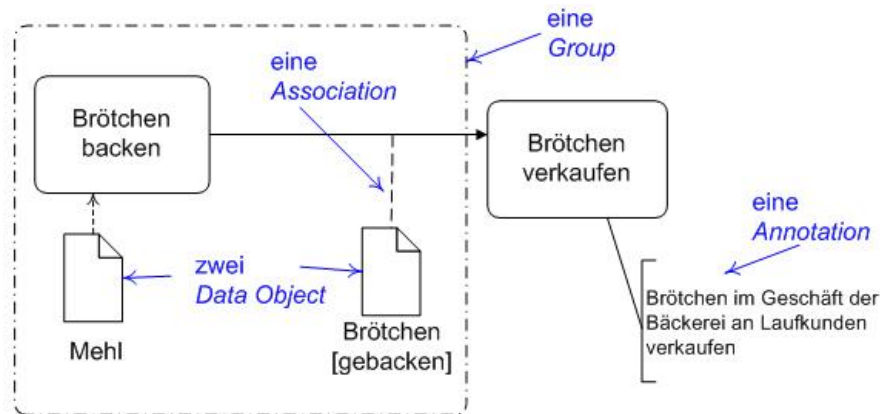 eine
Group
eine
Association
Brötchen
backen
Brötchen
verkaufen
eine
Annotation
zwei
Data Object
Brötchen im Geschäft der
Bäckerei an Laufkunden
verkaufen
Mehl
Brötchen
[gebacken]